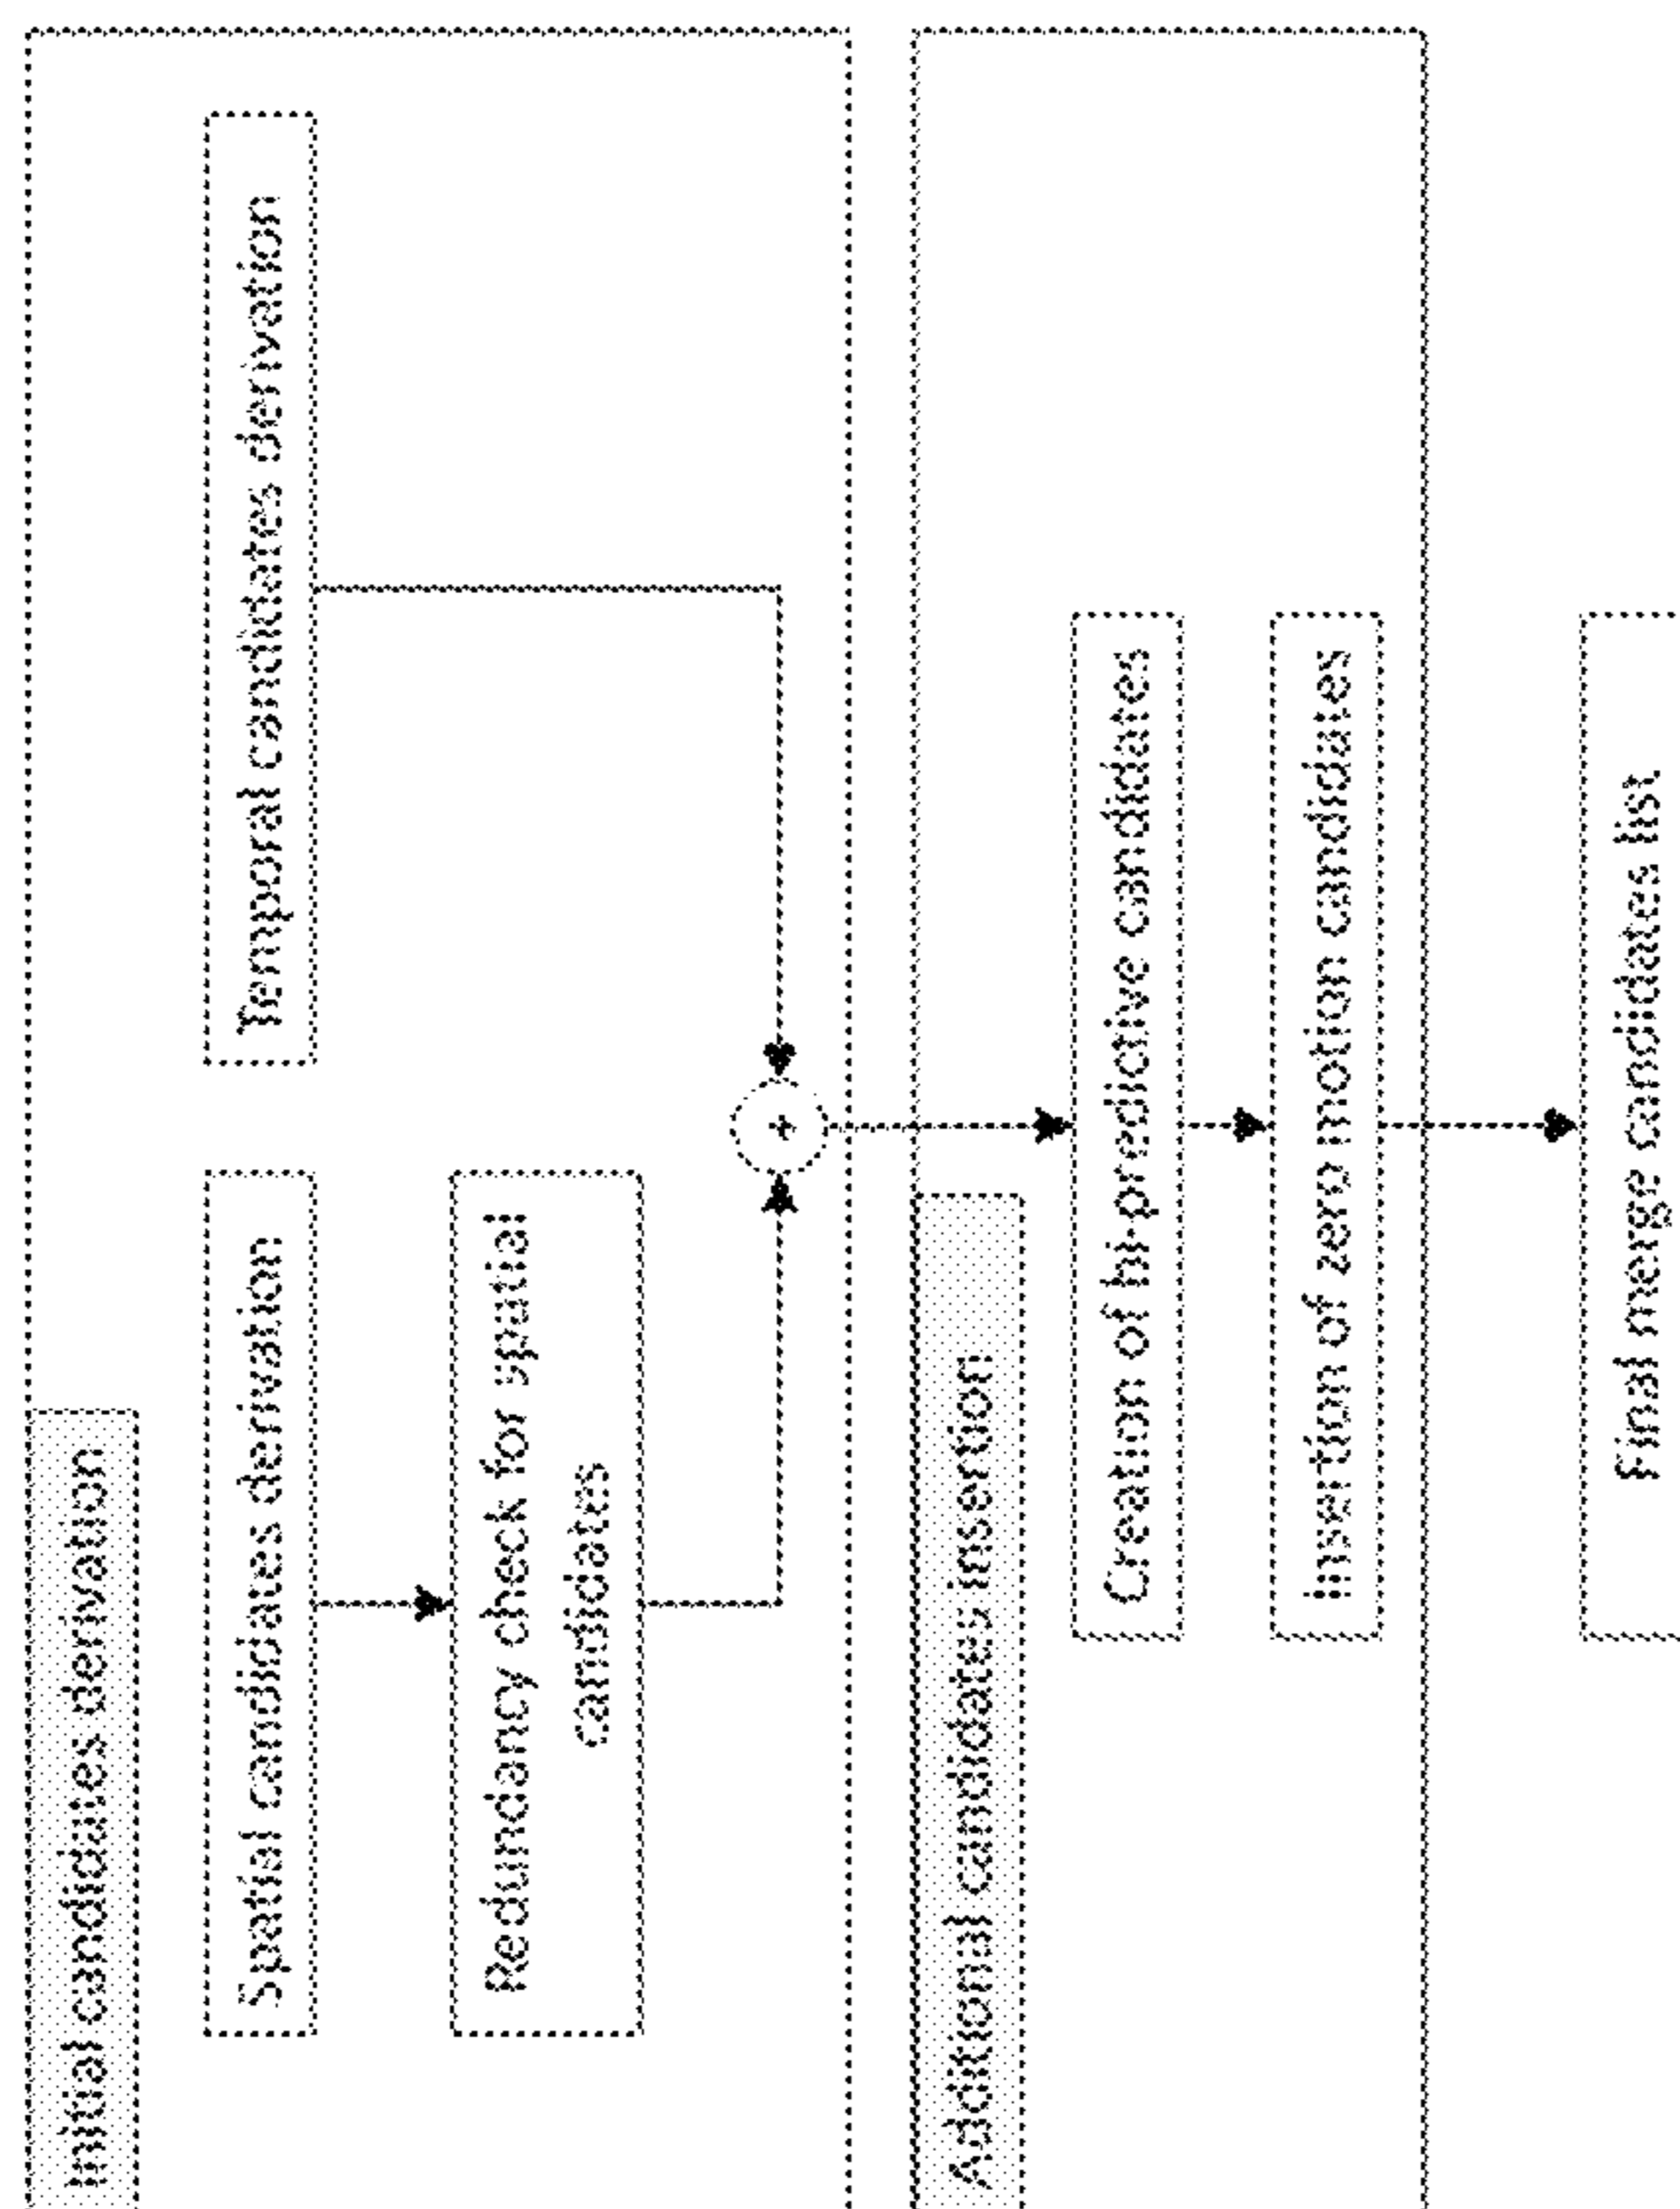 Initial candidates derivation
Spatial candidates derivation
Temporal candidates derivation
Redundancy check for spatial
candidates
+
Additional candidates insertion
Creation of bi-predictive candidates
Insertion of zero motion candidates
Final merge candidates list